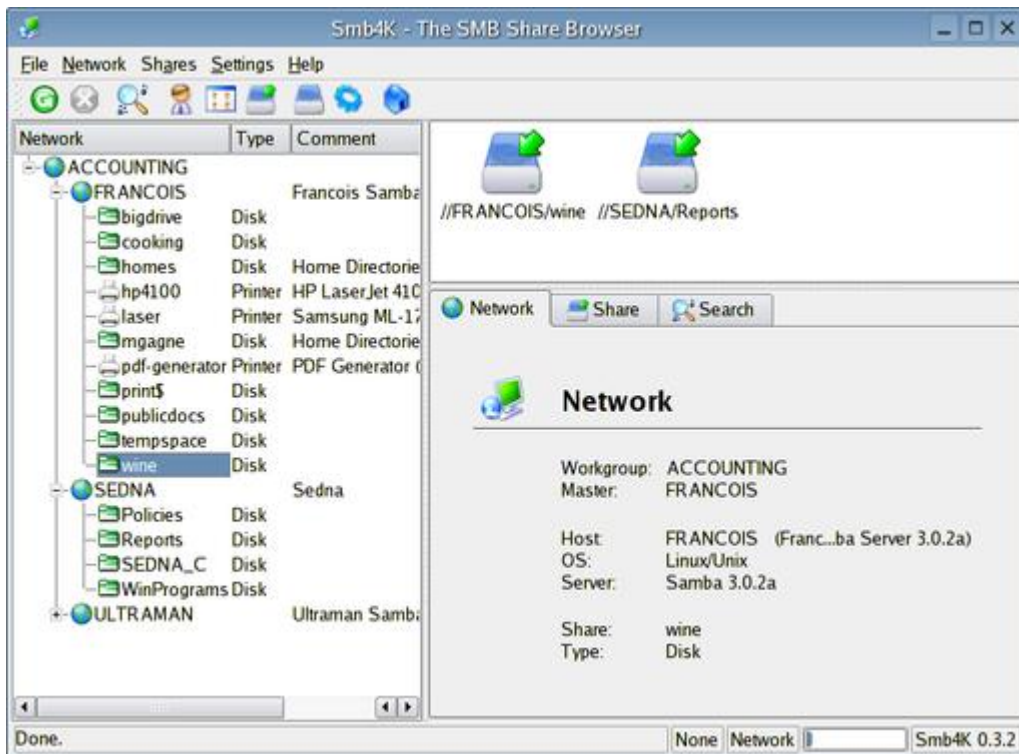 Smb4K - The SMB Share Browser
File Network Shares Settings Help
Network Type Comment
ACCOUNTING
FRANCOIS Francois Samba
bigdrive Disk
cooking Disk
homes Disk Home Directorie
hp4100 Printer HP LaserJet 410
laser Printer Samsung ML-17
mgagne Disk Home Directorie
pdf-generator Printer PDF Generator (
print$ Disk
publicdocs Disk
tempspace Disk
wine Disk
SEDNA Sedna
Policies Disk
Reports Disk
SEDNA_C Disk
WinPrograms Disk
ULTRAMAN Ultraman Samba
//FRANCOIS/wine //SEDNA/Reports
Network Share Search
Network
Workgroup: ACCOUNTING
Master: FRANCOIS
Host: FRANCOIS (Franc...ba Server 3.0.2a)
OS: Linux/Unix
Server: Samba 3.0.2a
Share: wine
Type: Disk
Done. None Network Smb4K 0.3.2